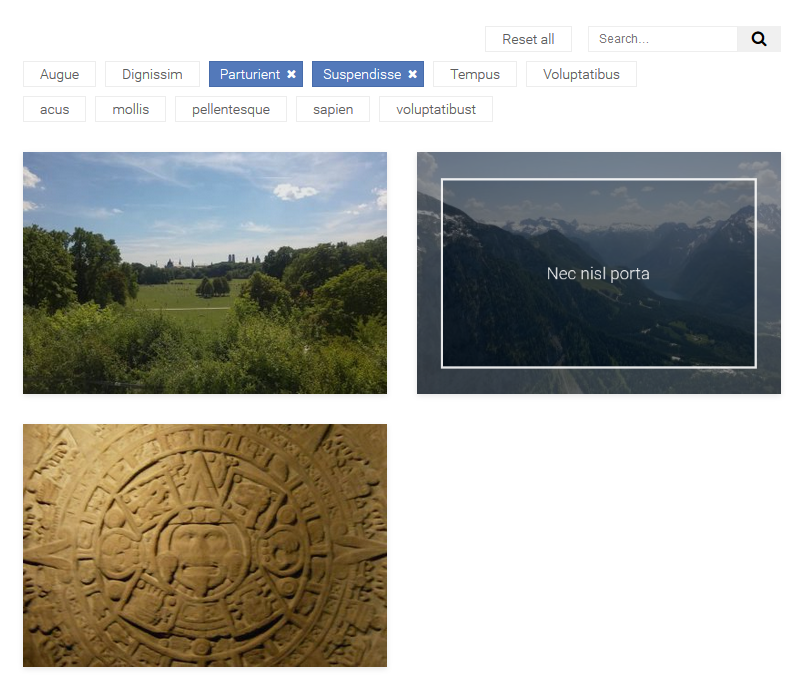 Reset all Search...
Augue Dignissim Parturient ✖ Suspendisse ✖ Tempus Voluptatibus
acus mollis pellentesque sapien voluptatibust
Nec nisl porta